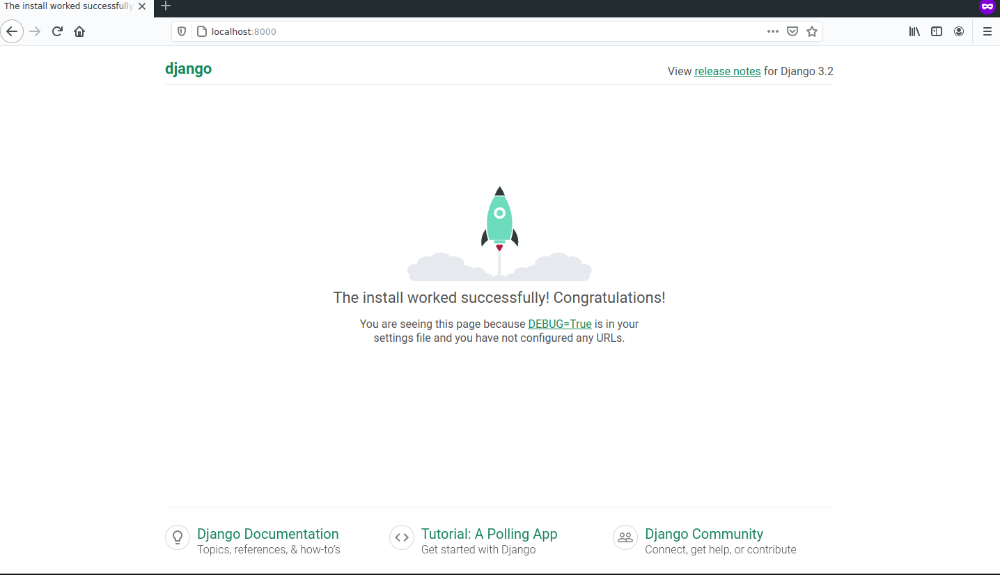 The install worked successfully
localhost:8000
django
View release notes for Django 3.2
The install worked successfully! Congratulations!
You are seeing this page because DEBUG=True is in your
settings file and you have not configured any URLs.
Django Documentation
Topics, references, & how-to's
Tutorial: A Polling App
Get started with Django
Django Community
Connect, get help, or contribute